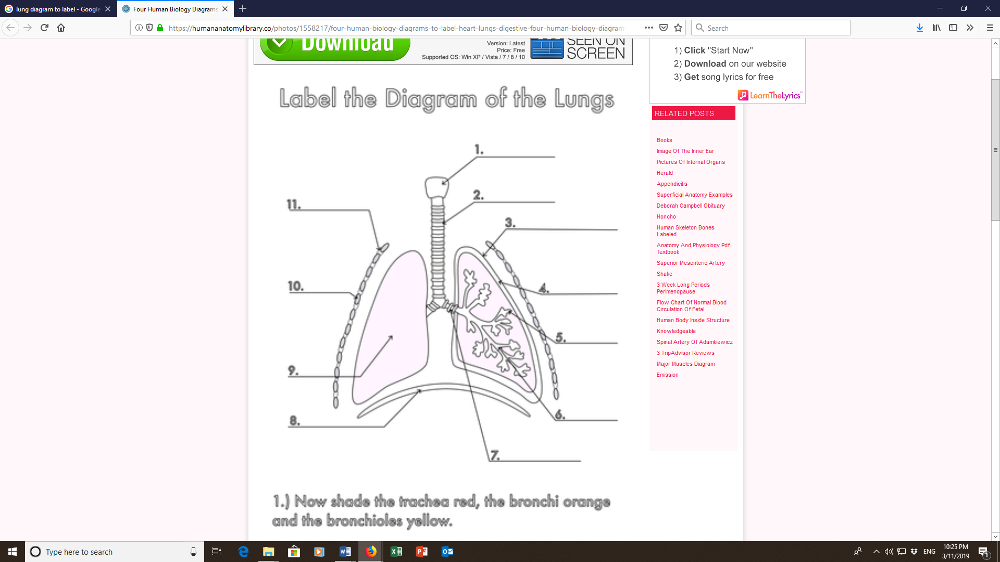 lung diagram to label - Google
Four Human Biology Diagrams
https://humananatomylibrary.co/photos/1558217/four-human-biology-diagrams-to-label-heart-lungs-digestive-four-human-biology-diagram
Search
Download
Version: Latest
Price: Free
Supported OS: Win XP / Vista / 7 / 8 / 10
SEEN ON
SCREEN
1) Click "Start Now"
2) Download on our website
3) Get song lyrics for free
LearnTheLyrics™
RELATED POSTS
Books
Image Of The Inner Ear
Pictures Of Internal Organs
Herald
Appendicitis
Superficial Anatomy Examples
Deborah Campbell Obituary
Honcho
Human Skeleton Bones
Labeled
Anatomy And Physiology Pdf
Textbook
Superior Mesenteric Artery
Shake
3 Week Long Periods
Perimenopause
Flow Chart Of Normal Blood
Circulation Of Fetal
Human Body Inside Structure
Knowledgeable
Spinal Artery Of Adamkiewicz
3 TripAdvisor Reviews
Major Muscles Diagram
Emission
Label the Diagram of the Lungs
1.
2.
3.
4.
5.
6.
7.
8.
9.
10.
11.
1.) Now shade the trachea red, the bronchi orange
and the bronchioles yellow.
Type here to search
ENG
10:25 PM
3/11/2019
1